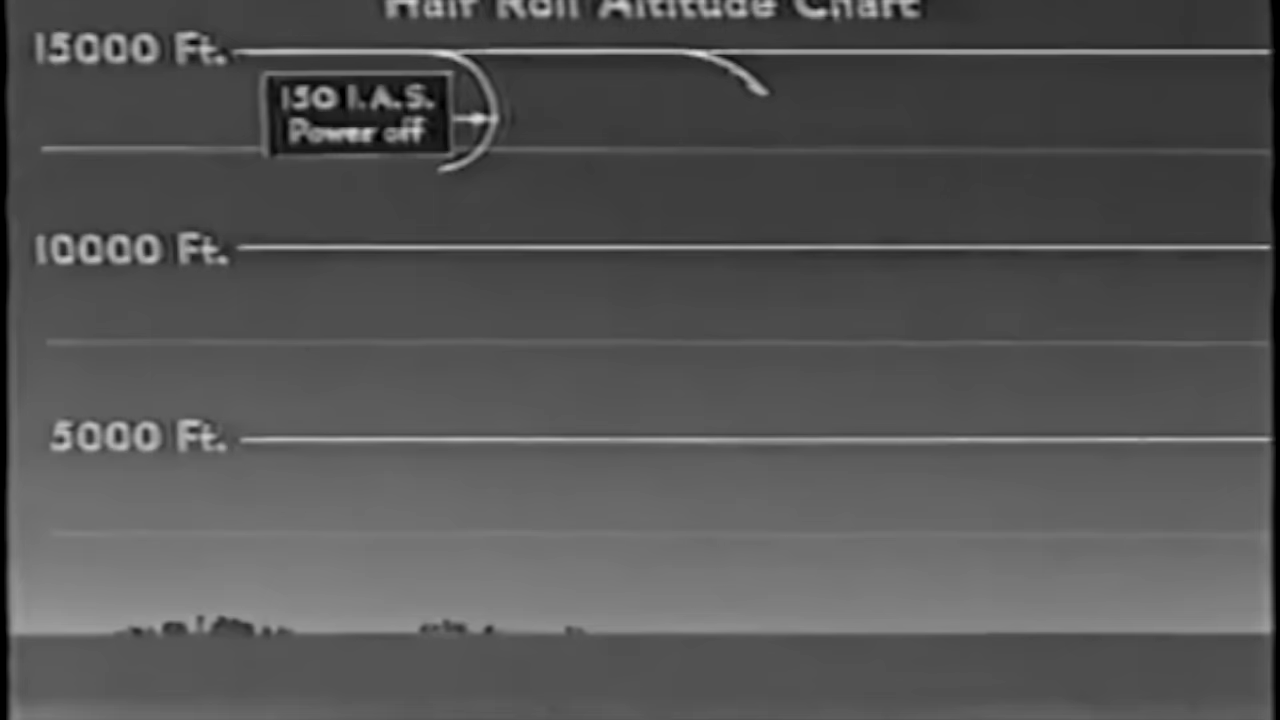 Half Roll Altitude Chart
15000 Ft.
150 I.A.S.
Power off
10000 Ft.
5000 Ft.